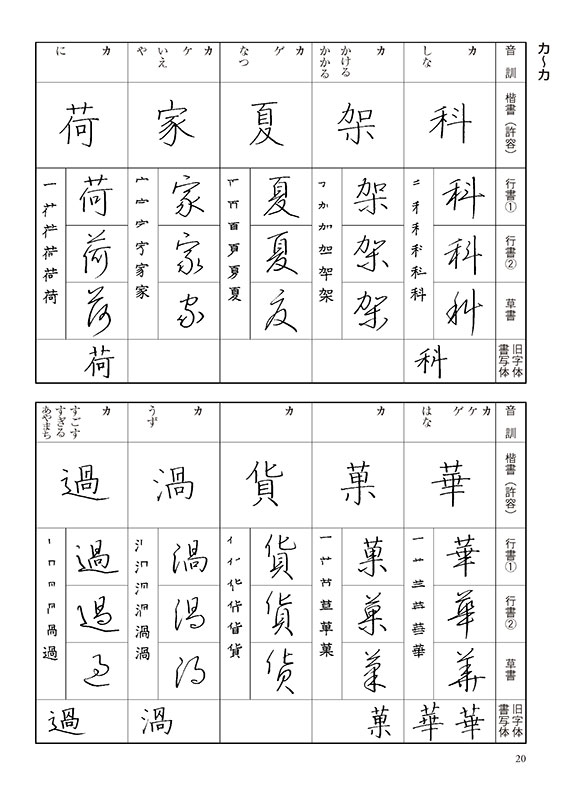 カ～カ
音 訓
カ
しな
カ
かける
かかる
カ
ゲ
なつ
カ
ケ
いえ
や
カ
に
楷書（許容）
科
架
夏
家
荷
行書①
科
架
夏
家
荷
行書②
科
架
夏
家
荷
草書
科
架
夏
家
荷
旧字体
書写体
科
荷
音 訓
カ
ケ
ゲ
はな
カ
カ
カ
うず
カ
すごす
すぎる
あやまち
楷書（許容）
華
菓
貨
渦
過
行書①
華
菓
貨
渦
過
行書②
華
菓
貨
渦
過
草書
華
菓
貨
渦
過
旧字体
書写体
華
華
菓
渦
過
20